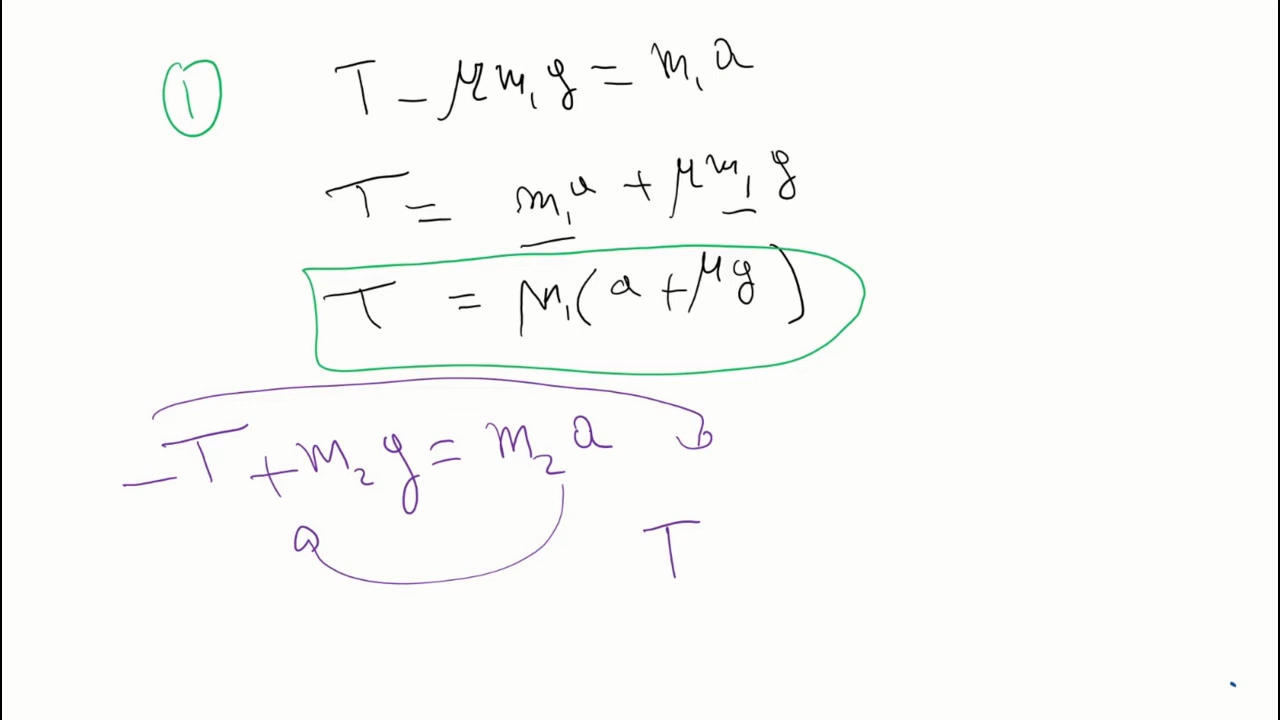 ① T - μm₁g = m₁a
T = m₁a + μm₁g
T = m₁(a + μg)
-T + m₂g = m₂a
T